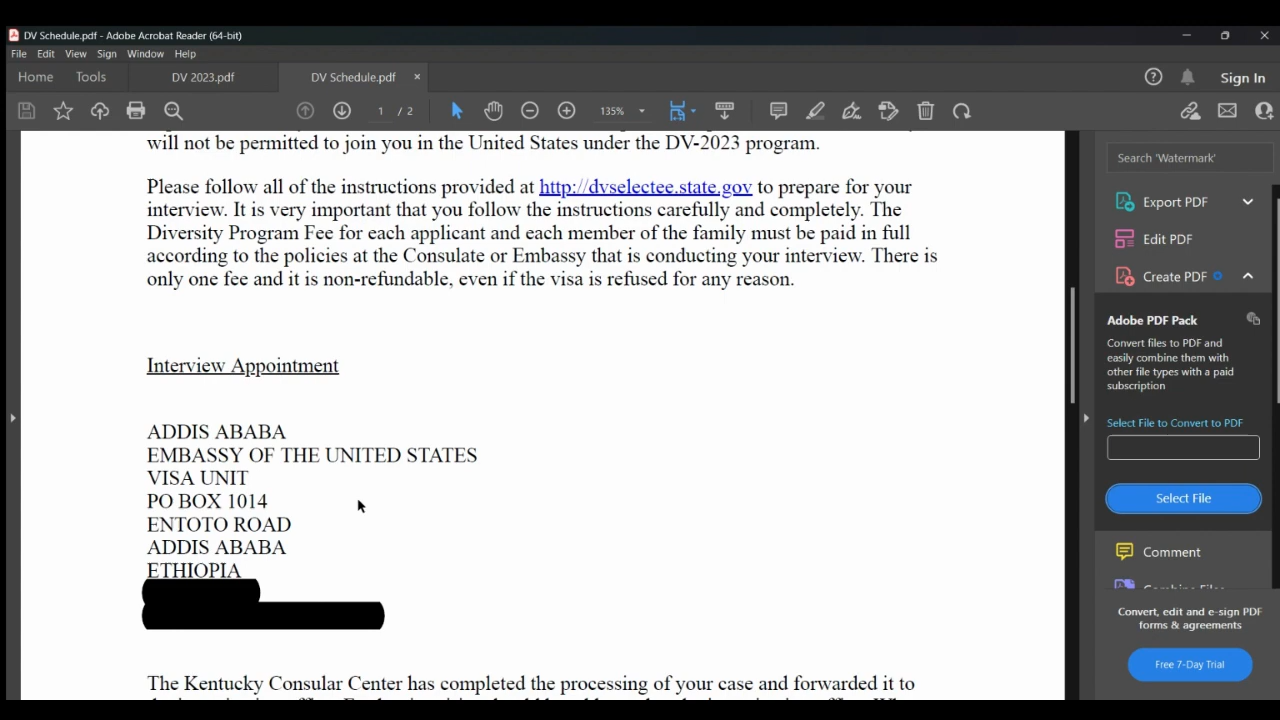 DV Schedule.pdf - Adobe Acrobat Reader (64-bit)
File Edit View Sign Window Help
Home Tools DV 2023.pdf DV Schedule.pdf × Sign In
1 / 2 135%
will not be permitted to join you in the United States under the DV-2023 program.
Please follow all of the instructions provided at http://dvselectee.state.gov to prepare for your
interview. It is very important that you follow the instructions carefully and completely. The
Diversity Program Fee for each applicant and each member of the family must be paid in full
according to the policies at the Consulate or Embassy that is conducting your interview. There is
only one fee and it is non-refundable, even if the visa is refused for any reason.
Interview Appointment
ADDIS ABABA
EMBASSY OF THE UNITED STATES
VISA UNIT
PO BOX 1014
ENTOTO ROAD
ADDIS ABABA
ETHIOPIA
The Kentucky Consular Center has completed the processing of your case and forwarded it to
Search 'Watermark'
Export PDF
Edit PDF
Create PDF
Adobe PDF Pack
Convert files to PDF and
easily combine them with
other file types with a paid
subscription
Select File to Convert to PDF
Select File
Comment
Combine Files
Convert, edit and e-sign PDF
forms & agreements
Free 7-Day Trial